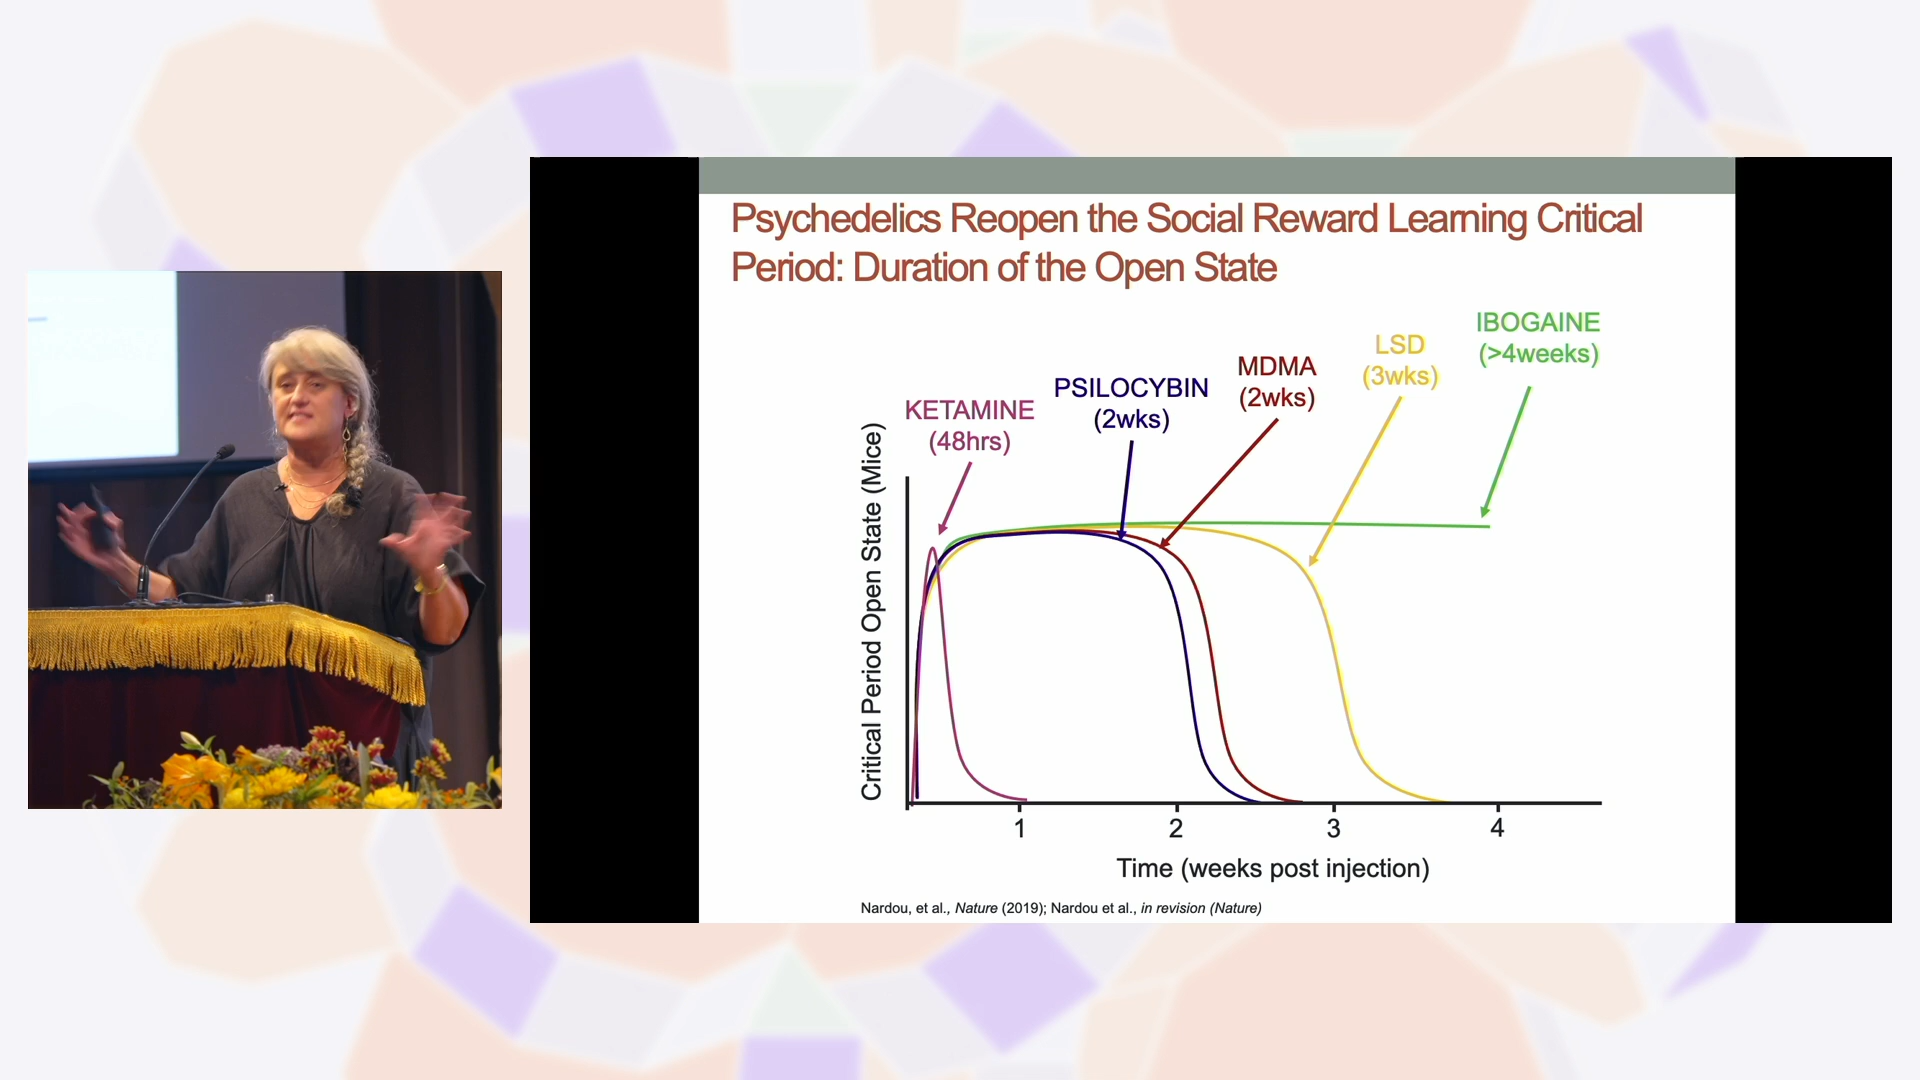 Psychedelics Reopen the Social Reward Learning Critical
Period: Duration of the Open State
KETAMINE
(48hrs)
PSILOCYBIN
(2wks)
MDMA
(2wks)
LSD
(3wks)
IBOGAINE
(>4weeks)
Critical Period Open State (Mice)
1 2 3 4
Time (weeks post injection)
Nardou, et al., Nature (2019); Nardou et al., in revision (Nature)